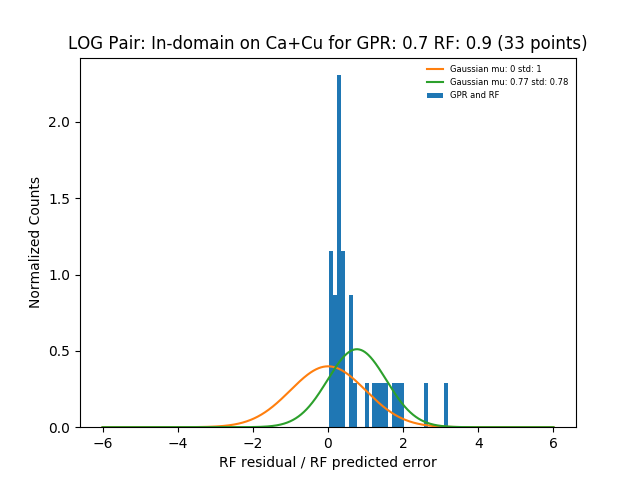 LOG Pair: In-domain on Ca+Cu for GPR: 0.7 RF: 0.9 (33 points)
Gaussian mu: 0 std: 1
Gaussian mu: 0.77 std: 0.78
GPR and RF
Normalized Counts
2.0
1.5
1.0
0.5
0.0
−6 −4 −2 0 2 4 6
RF residual / RF predicted error